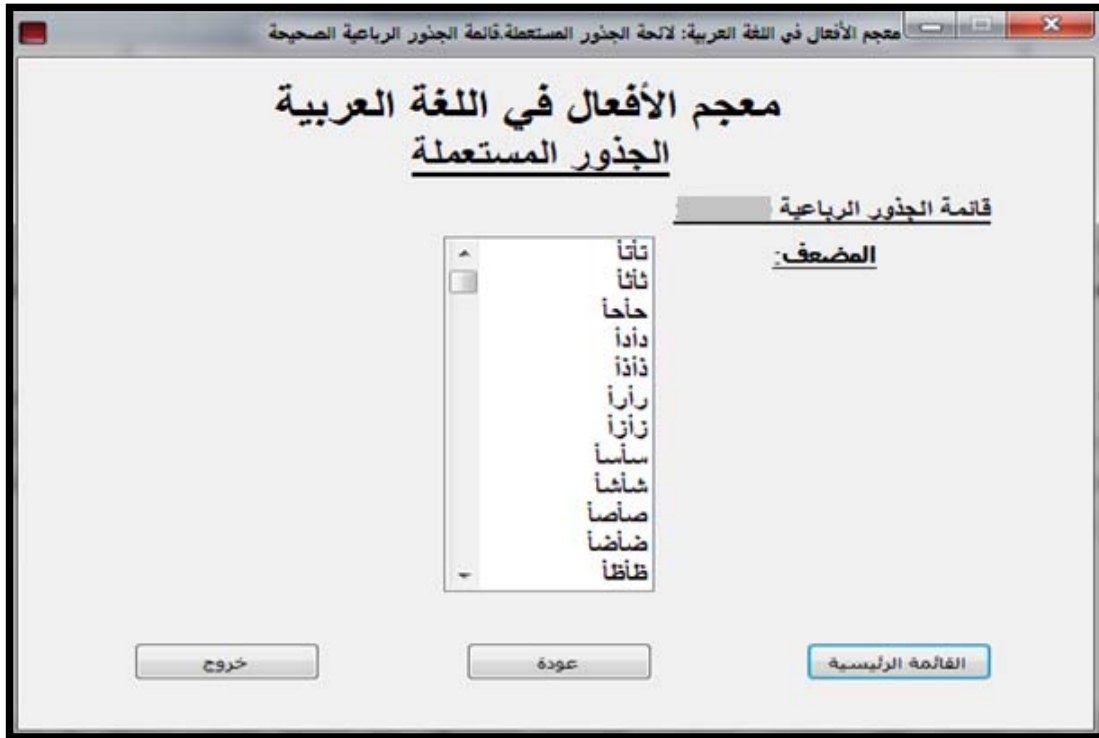 معجم الأفعال في اللغة العربية: لائحة الجذور المستعملة.قائمة الجذور الرباعية الصحيحة
معجم الأفعال في اللغة العربية
الجذور المستعملة
قائمة الجذور الرباعية
المضعف:
تأتأ
ثأثأ
حأحأ
دأدأ
ذأذأ
رأرأ
زأزأ
سأسأ
شأشأ
صأصأ
ضأضأ
ظأظأ
القائمة الرئيسية
عودة
خروج